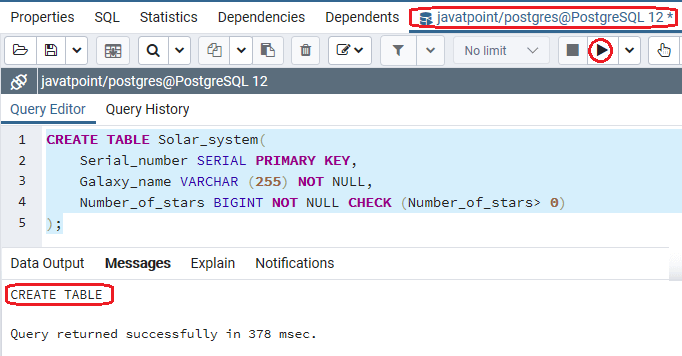 Properties SQL Statistics Dependencies Dependents javatpoint/postgres@PostgreSQL 12 *
No limit
javatpoint/postgres@PostgreSQL 12
Query Editor Query History
1 CREATE TABLE Solar_system(
2 Serial_number SERIAL PRIMARY KEY,
3 Galaxy_name VARCHAR (255) NOT NULL,
4 Number_of_stars BIGINT NOT NULL CHECK (Number_of_stars> 0)
5 );
Data Output Messages Explain Notifications
CREATE TABLE
Query returned successfully in 378 msec.